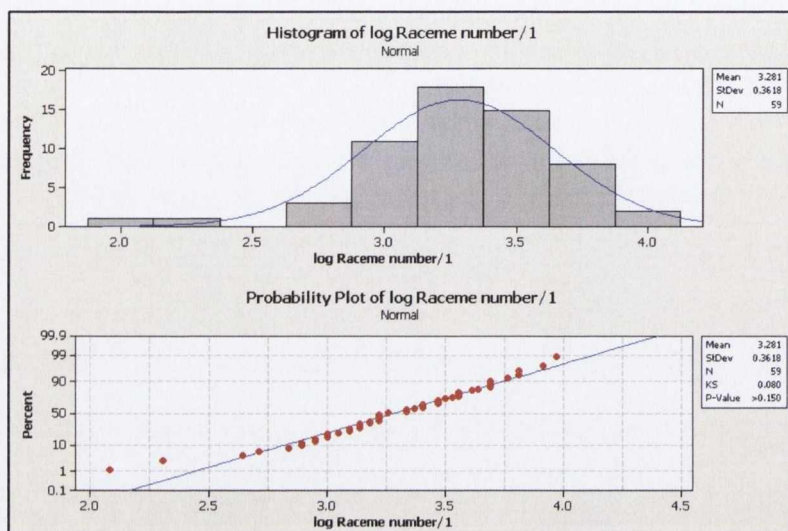 Histogram of log Raceme number/1
Normal
20
15
10
5
0
Frequency
2.0 2.5 3.0 3.5 4.0
log Raceme number/1
Mean 3.281
StDev 0.3618
N 59
Probability Plot of log Raceme number/1
Normal
99.9
99
90
50
10
1
0.1
Percent
2.0 2.5 3.0 3.5 4.0 4.5
log Raceme number/1
Mean 3.281
StDev 0.3618
N 59
KS 0.080
P-Value >0.150